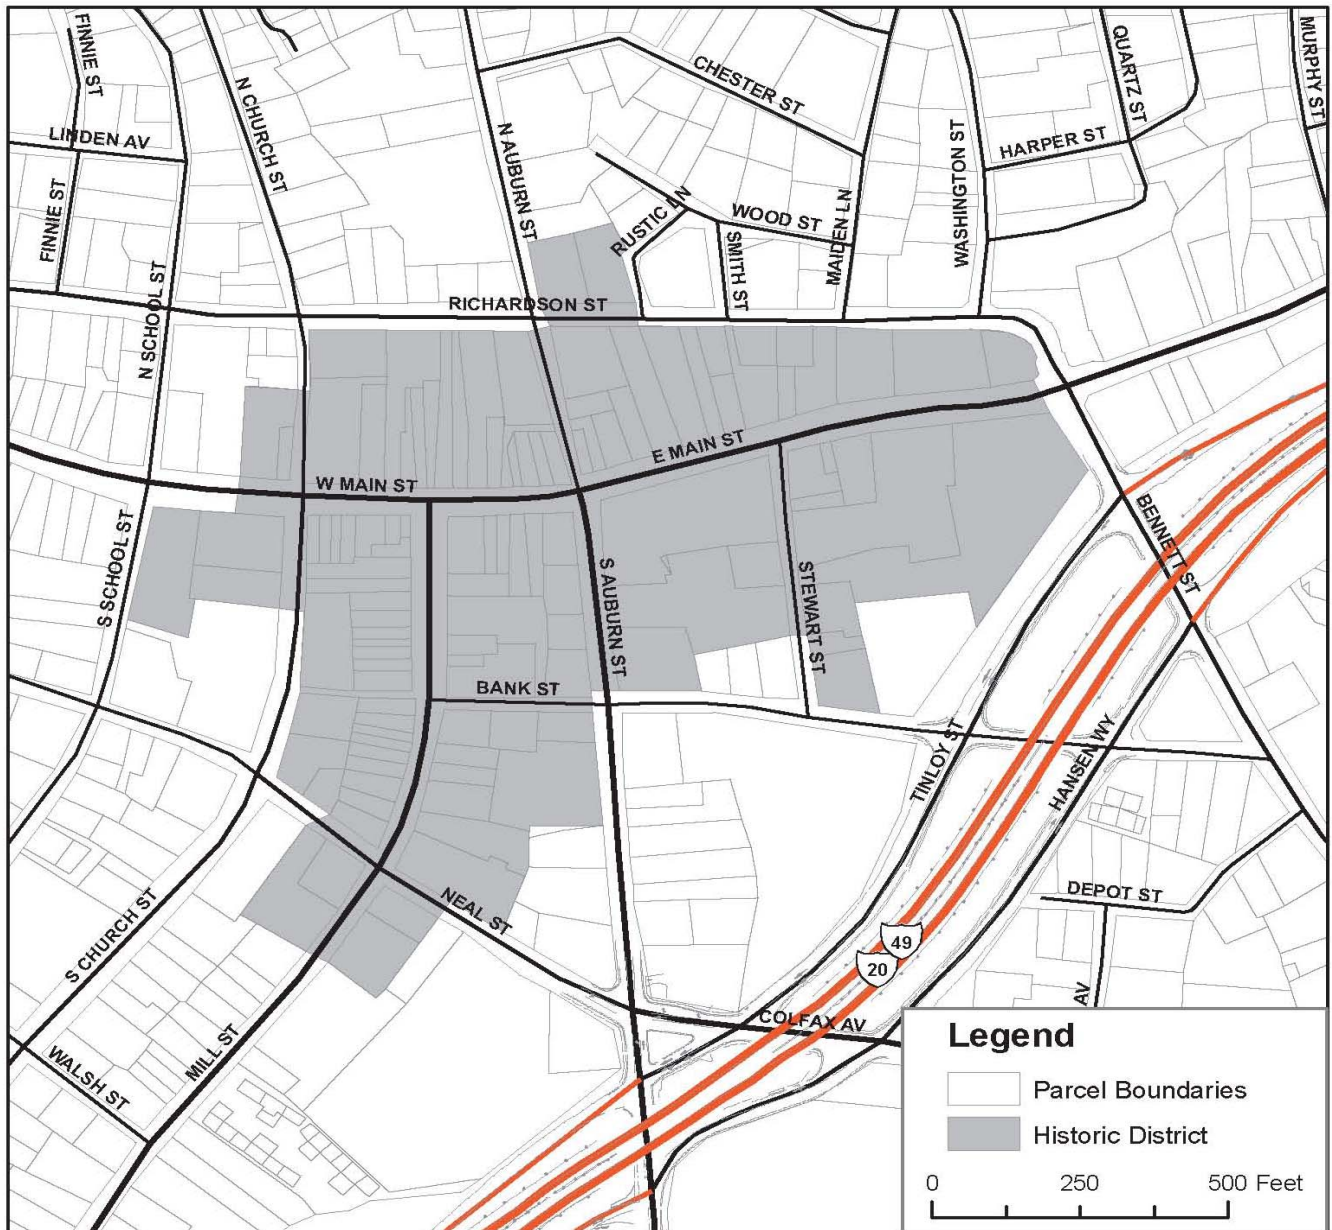 FINNIE ST
LINDEN AV
FINNIE ST
N CHURCH ST
N SCHOOL ST
N AUBURN ST
CHESTER ST
QUARTZ ST
MURPHY ST
HARPER ST
WASHINGTON ST
MAIDEN LN
RUSTIC LN
WOOD ST
SMITH ST
RICHARDSON ST
E MAIN ST
W MAIN ST
S SCHOOL ST
BENNETT ST
S AUBURN ST
STEWART ST
BANK ST
TINLOY ST
HANSEN WY
DEPOT ST
NEAL ST
S CHURCH ST
49
20
AV
COLFAX AV
MILL ST
WALSH ST
Legend
Parcel Boundaries
Historic District
0 250 500 Feet